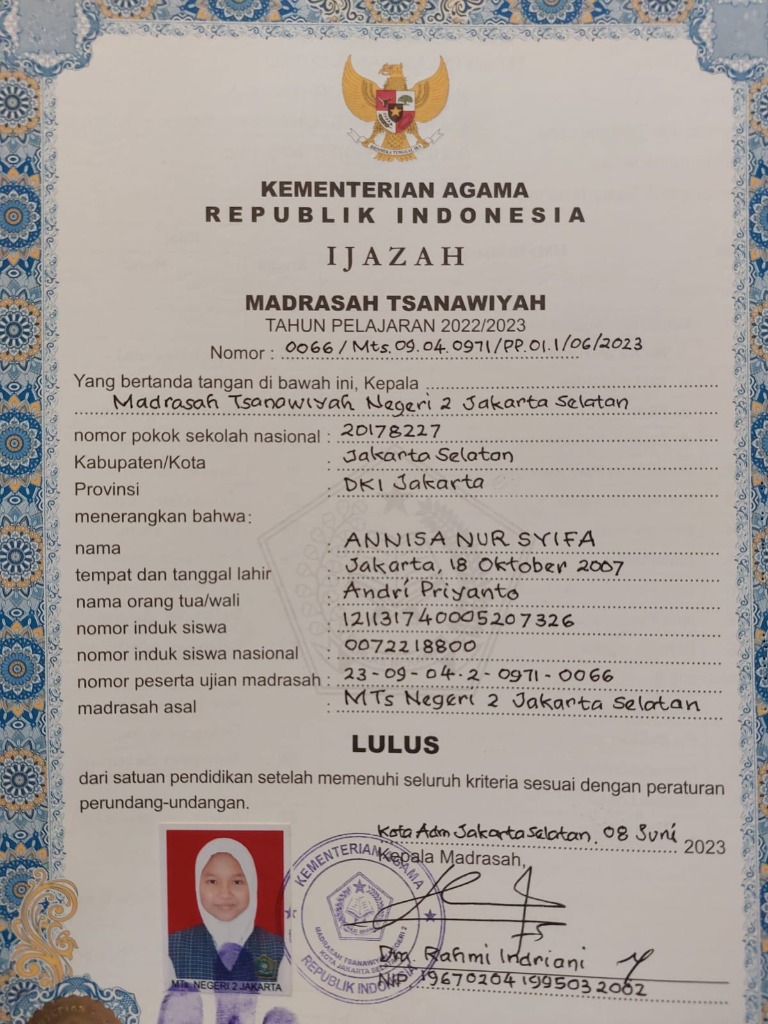 KEMENTERIAN AGAMA
REPUBLIK INDONESIA
IJAZAH
MADRASAH TSANAWIYAH
TAHUN PELAJARAN 2022/2023
Nomor : 0066/Mts.09.04.0971/PP.01.1/06/2023
Yang bertanda tangan di bawah ini, Kepala
Madrasah Tsanawiyah Negeri 2 Jakarta Selatan
nomor pokok sekolah nasional : 20178227
Kabupaten/Kota : Jakarta Selatan
Provinsi : DKI Jakarta
menerangkan bahwa:
nama : ANNISA NUR SYIFA
tempat dan tanggal lahir : Jakarta, 18 Oktober 2007
nama orang tua/wali : Andri Priyanto
nomor induk siswa : 121131740005207326
nomor induk siswa nasional : 0072218800
nomor peserta ujian madrasah : 23-09-04-2-0971-0066
madrasah asal : MTs Negeri 2 Jakarta Selatan
LULUS
dari satuan pendidikan setelah memenuhi seluruh kriteria sesuai dengan peraturan
perundang-undangan.
Kota Adm Jakarta Selatan, 08 Juni 2023
Kepala Madrasah,
KEMENTERIAN AGAMA
MADRASAH TSANAWIYAH NEGERI 2
KOTA JAKARTA SELATAN
REPUBLIK INDONESIA
Dra. Rahmi Indriani
NIP. 196702041995032002
MTs. NEGERI 2 JAKARTA